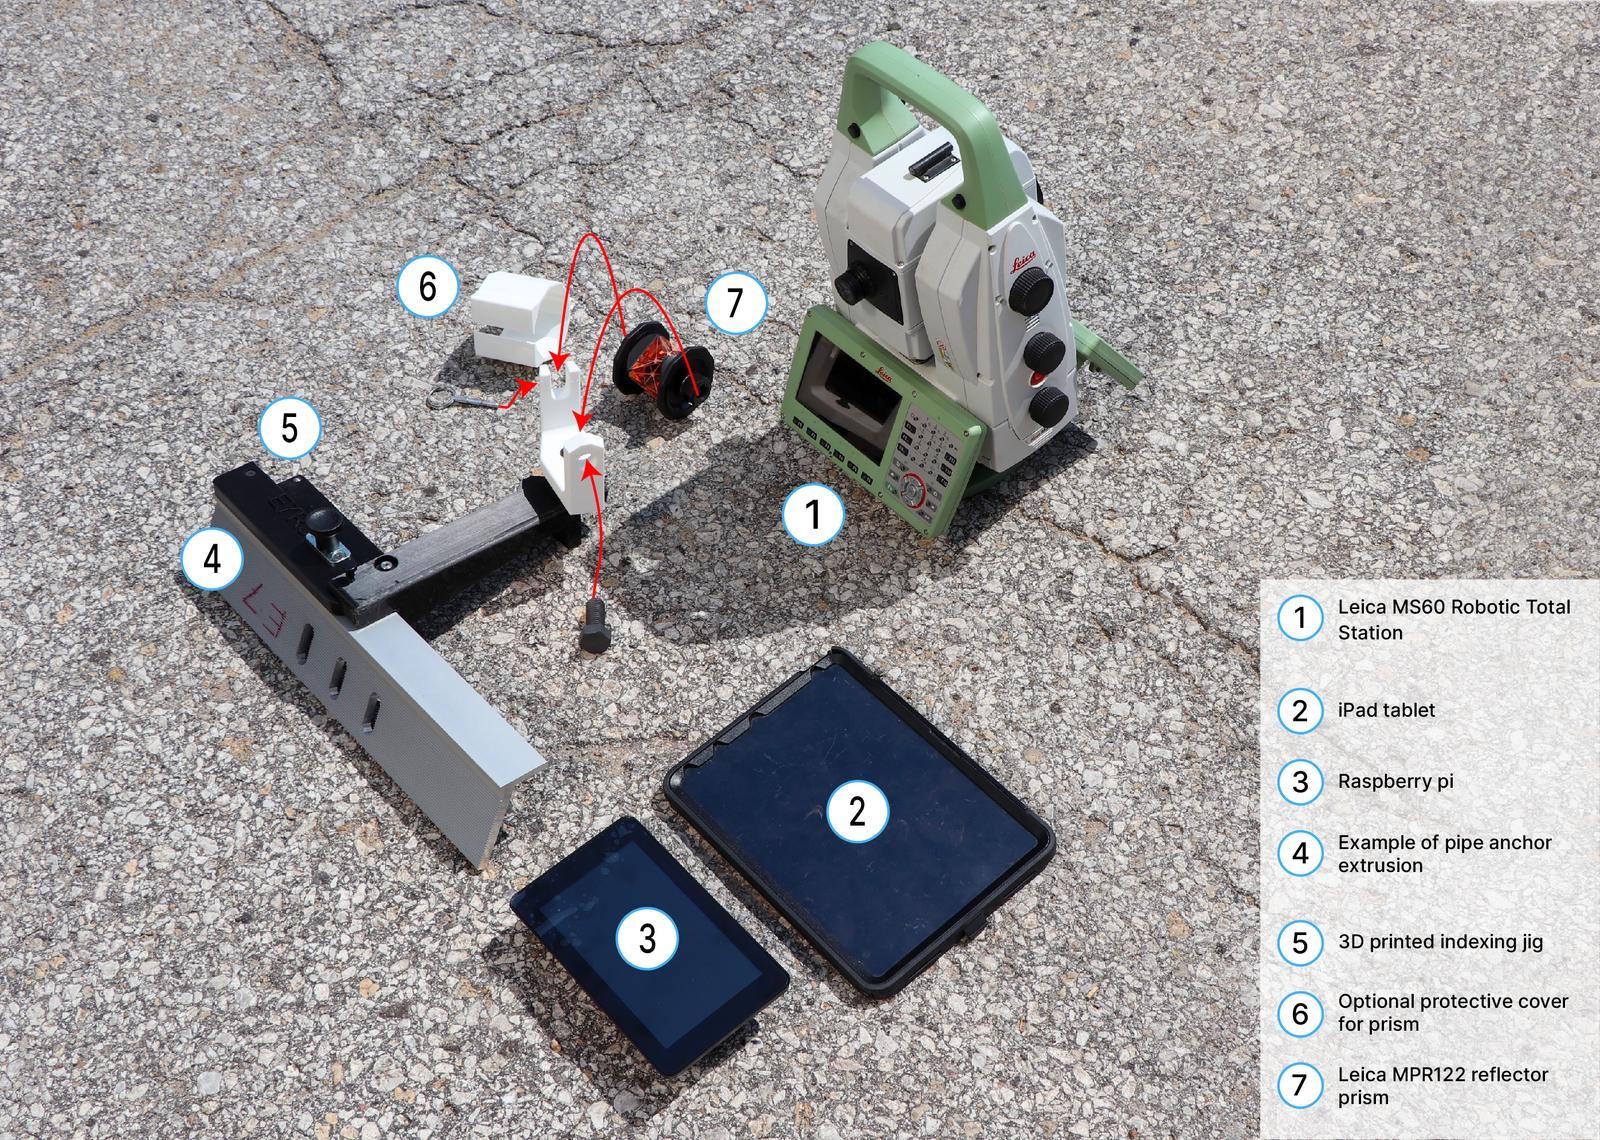 6
7
5
4
1
2
3
Leica
Leica
1
Leica MS60 Robotic Total
Station
2
iPad tablet
3
Raspberry pi
4
Example of pipe anchor
extrusion
5
3D printed indexing jig
6
Optional protective cover
for prism
7
Leica MPR122 reflector
prism